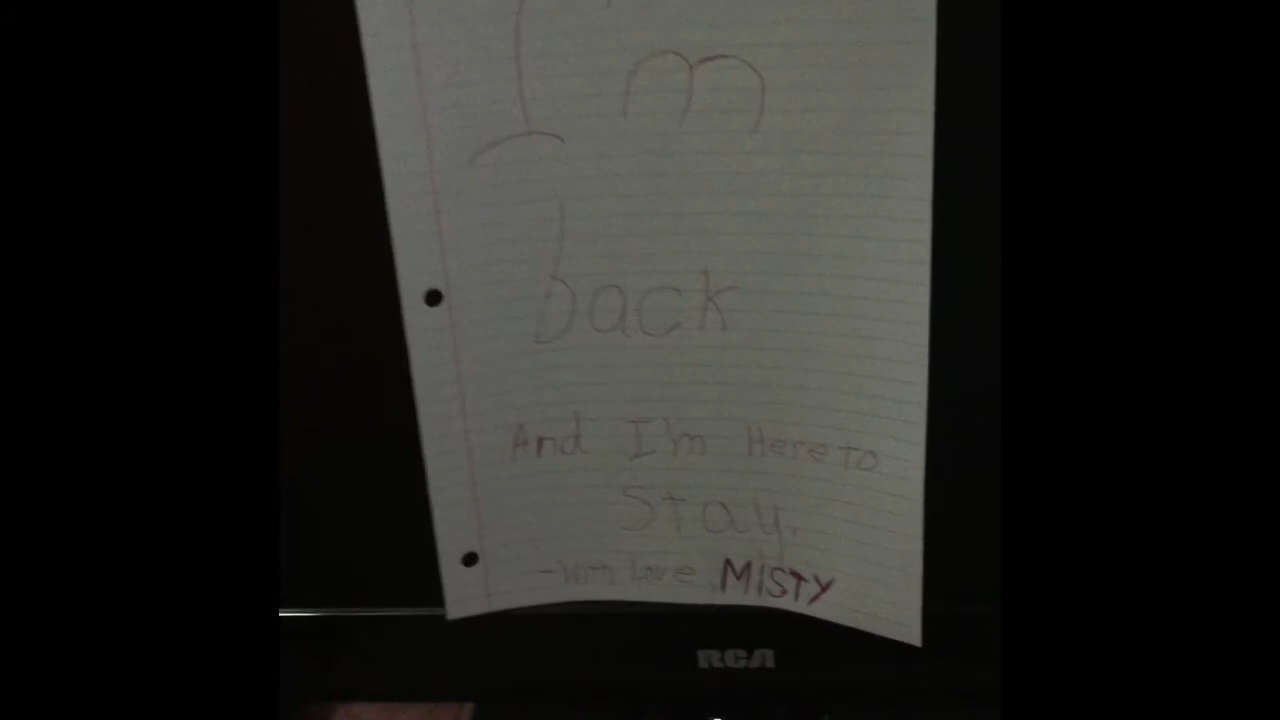 I'm
back
And I'm Here to
Stay.
-With Love, MISTY
RCA